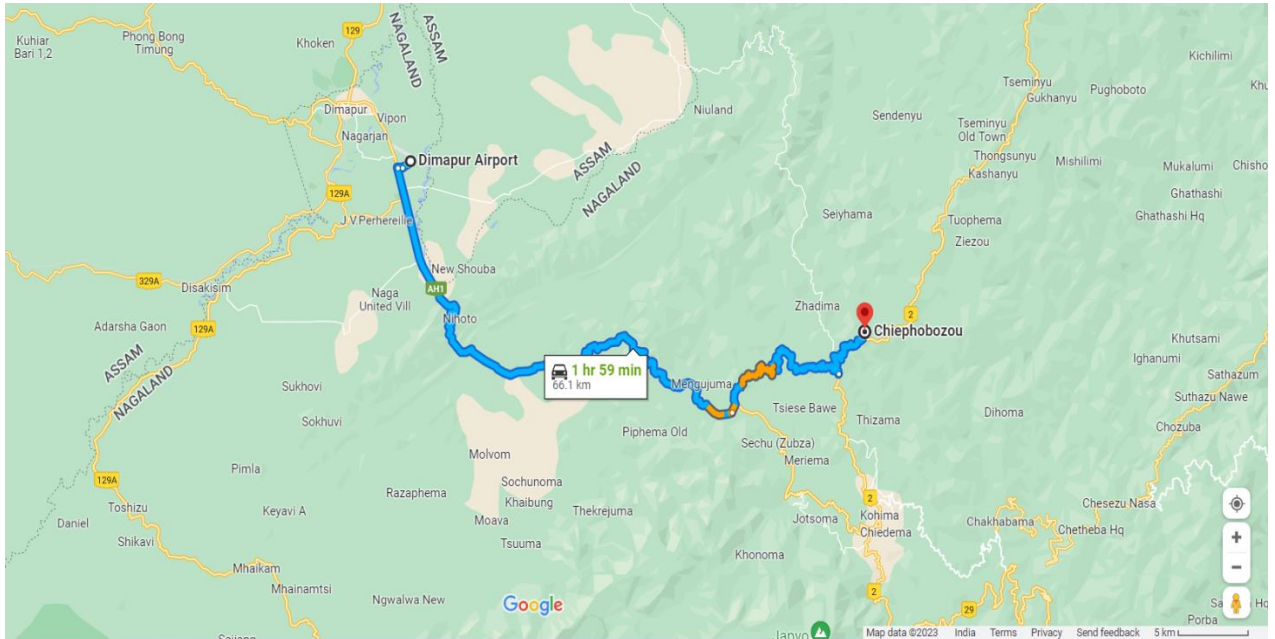 Kuhiar
Bari 1,2
Phong Bong
Timung
Khoken
129
ASSAM
NAGALAND
Dimapur
Vipon
Nagarjan
Dimapur Airport
129A
J.V.Perhereilie
New Shouba
AH1
Naga
United Vill
Nihoto
329A
Disakisim
129A
Adarsha Gaon
ASSAM
NAGALAND
Sukhovi
Sokhuvi
Pimla
129A
Toshizu
Daniel
Shikavi
Keyavi A
Razaphema
Mhaikam
Mhainamtsi
Ngwalwa New
Niuland
ASSAM
NAGALAND
Sendenyu
Seiyhama
Zhadima
2
Chiephobozou
1 hr 59 min
66.1 km
Mengujuma
Piphema Old
Tsiese Bawe
Sechu (Zubza)
Meriema
Molvom
Sochunoma
Khaibung
Moava
Thekrejuma
Tsuuma
Jotsoma
Khonoma
Thizama
Dihoma
2
Kohima
Chiedema
2
Chakhabama
Chetheba Hq
Chesezu Nasa
29
Porba
Tseminyu
Gukhanyu
Tseminyu
Old Town
Thongsunyu
Kashanyu
Tuophema
Ziezou
Kichilimi
Pughoboto
Mishilimi
Mukalumi
Ghathashi
Ghathashi Hq
Khutsami
Ighanumi
Sathazum
Suthazu Nawe
Chozuba
Google
Map data ©2023 India Terms Privacy Send feedback 5 km